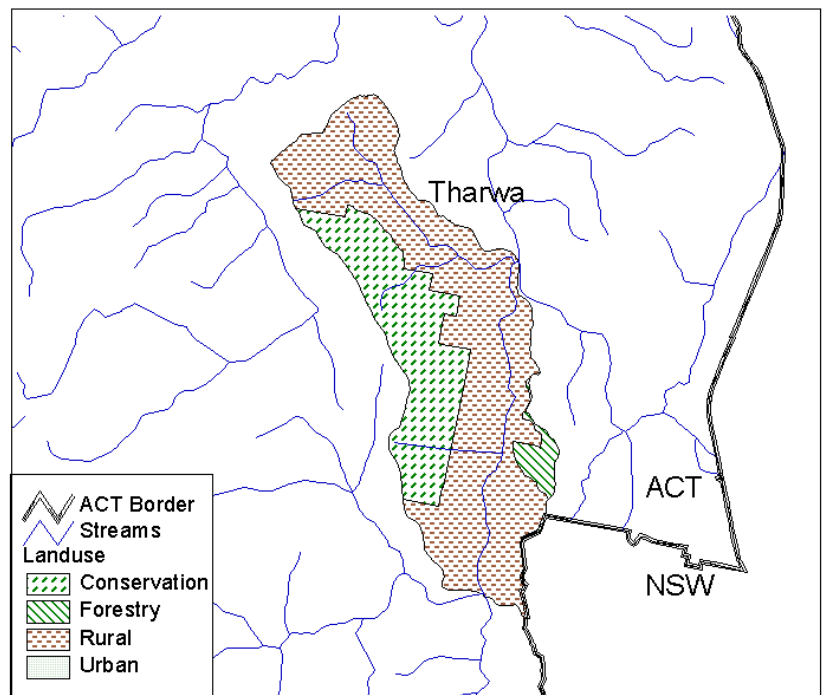 Tharwa
ACT
NSW
ACT Border
Streams
Landuse
Conservation
Forestry
Rural
Urban